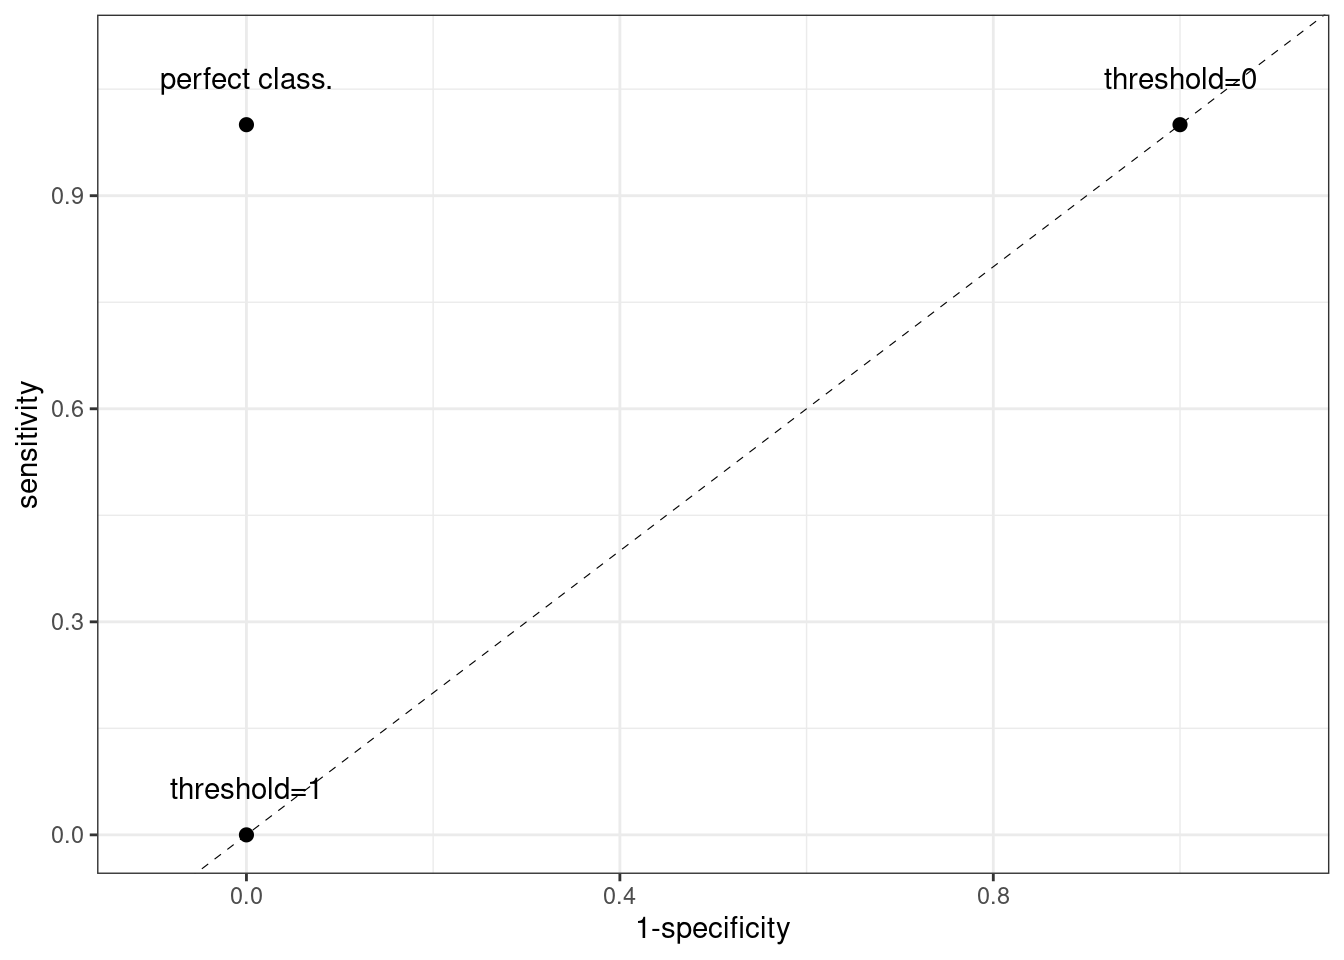 perfect class.
threshold=0
0.9
0.6
0.3
0.0
sensitivity
threshold=1
0.0
0.4
0.8
1-specificity